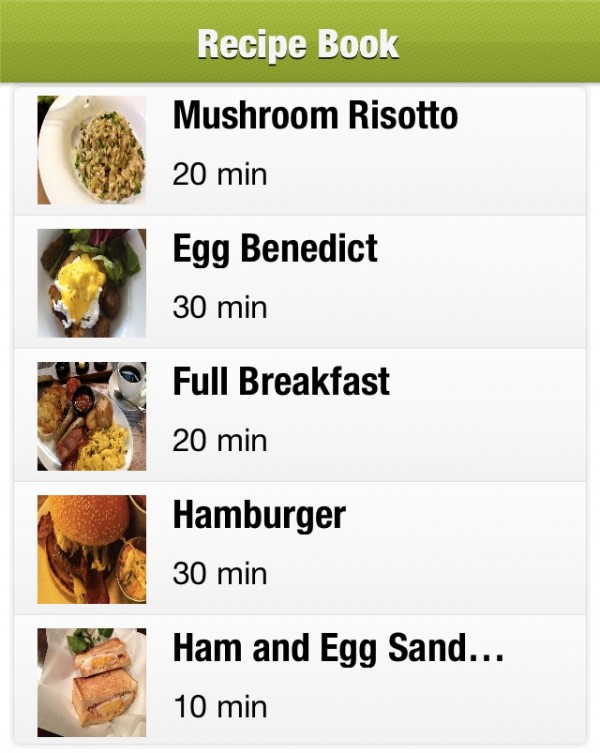 Recipe Book
Mushroom Risotto
20 min
Egg Benedict
30 min
Full Breakfast
20 min
Hamburger
30 min
Ham and Egg Sand...
10 min